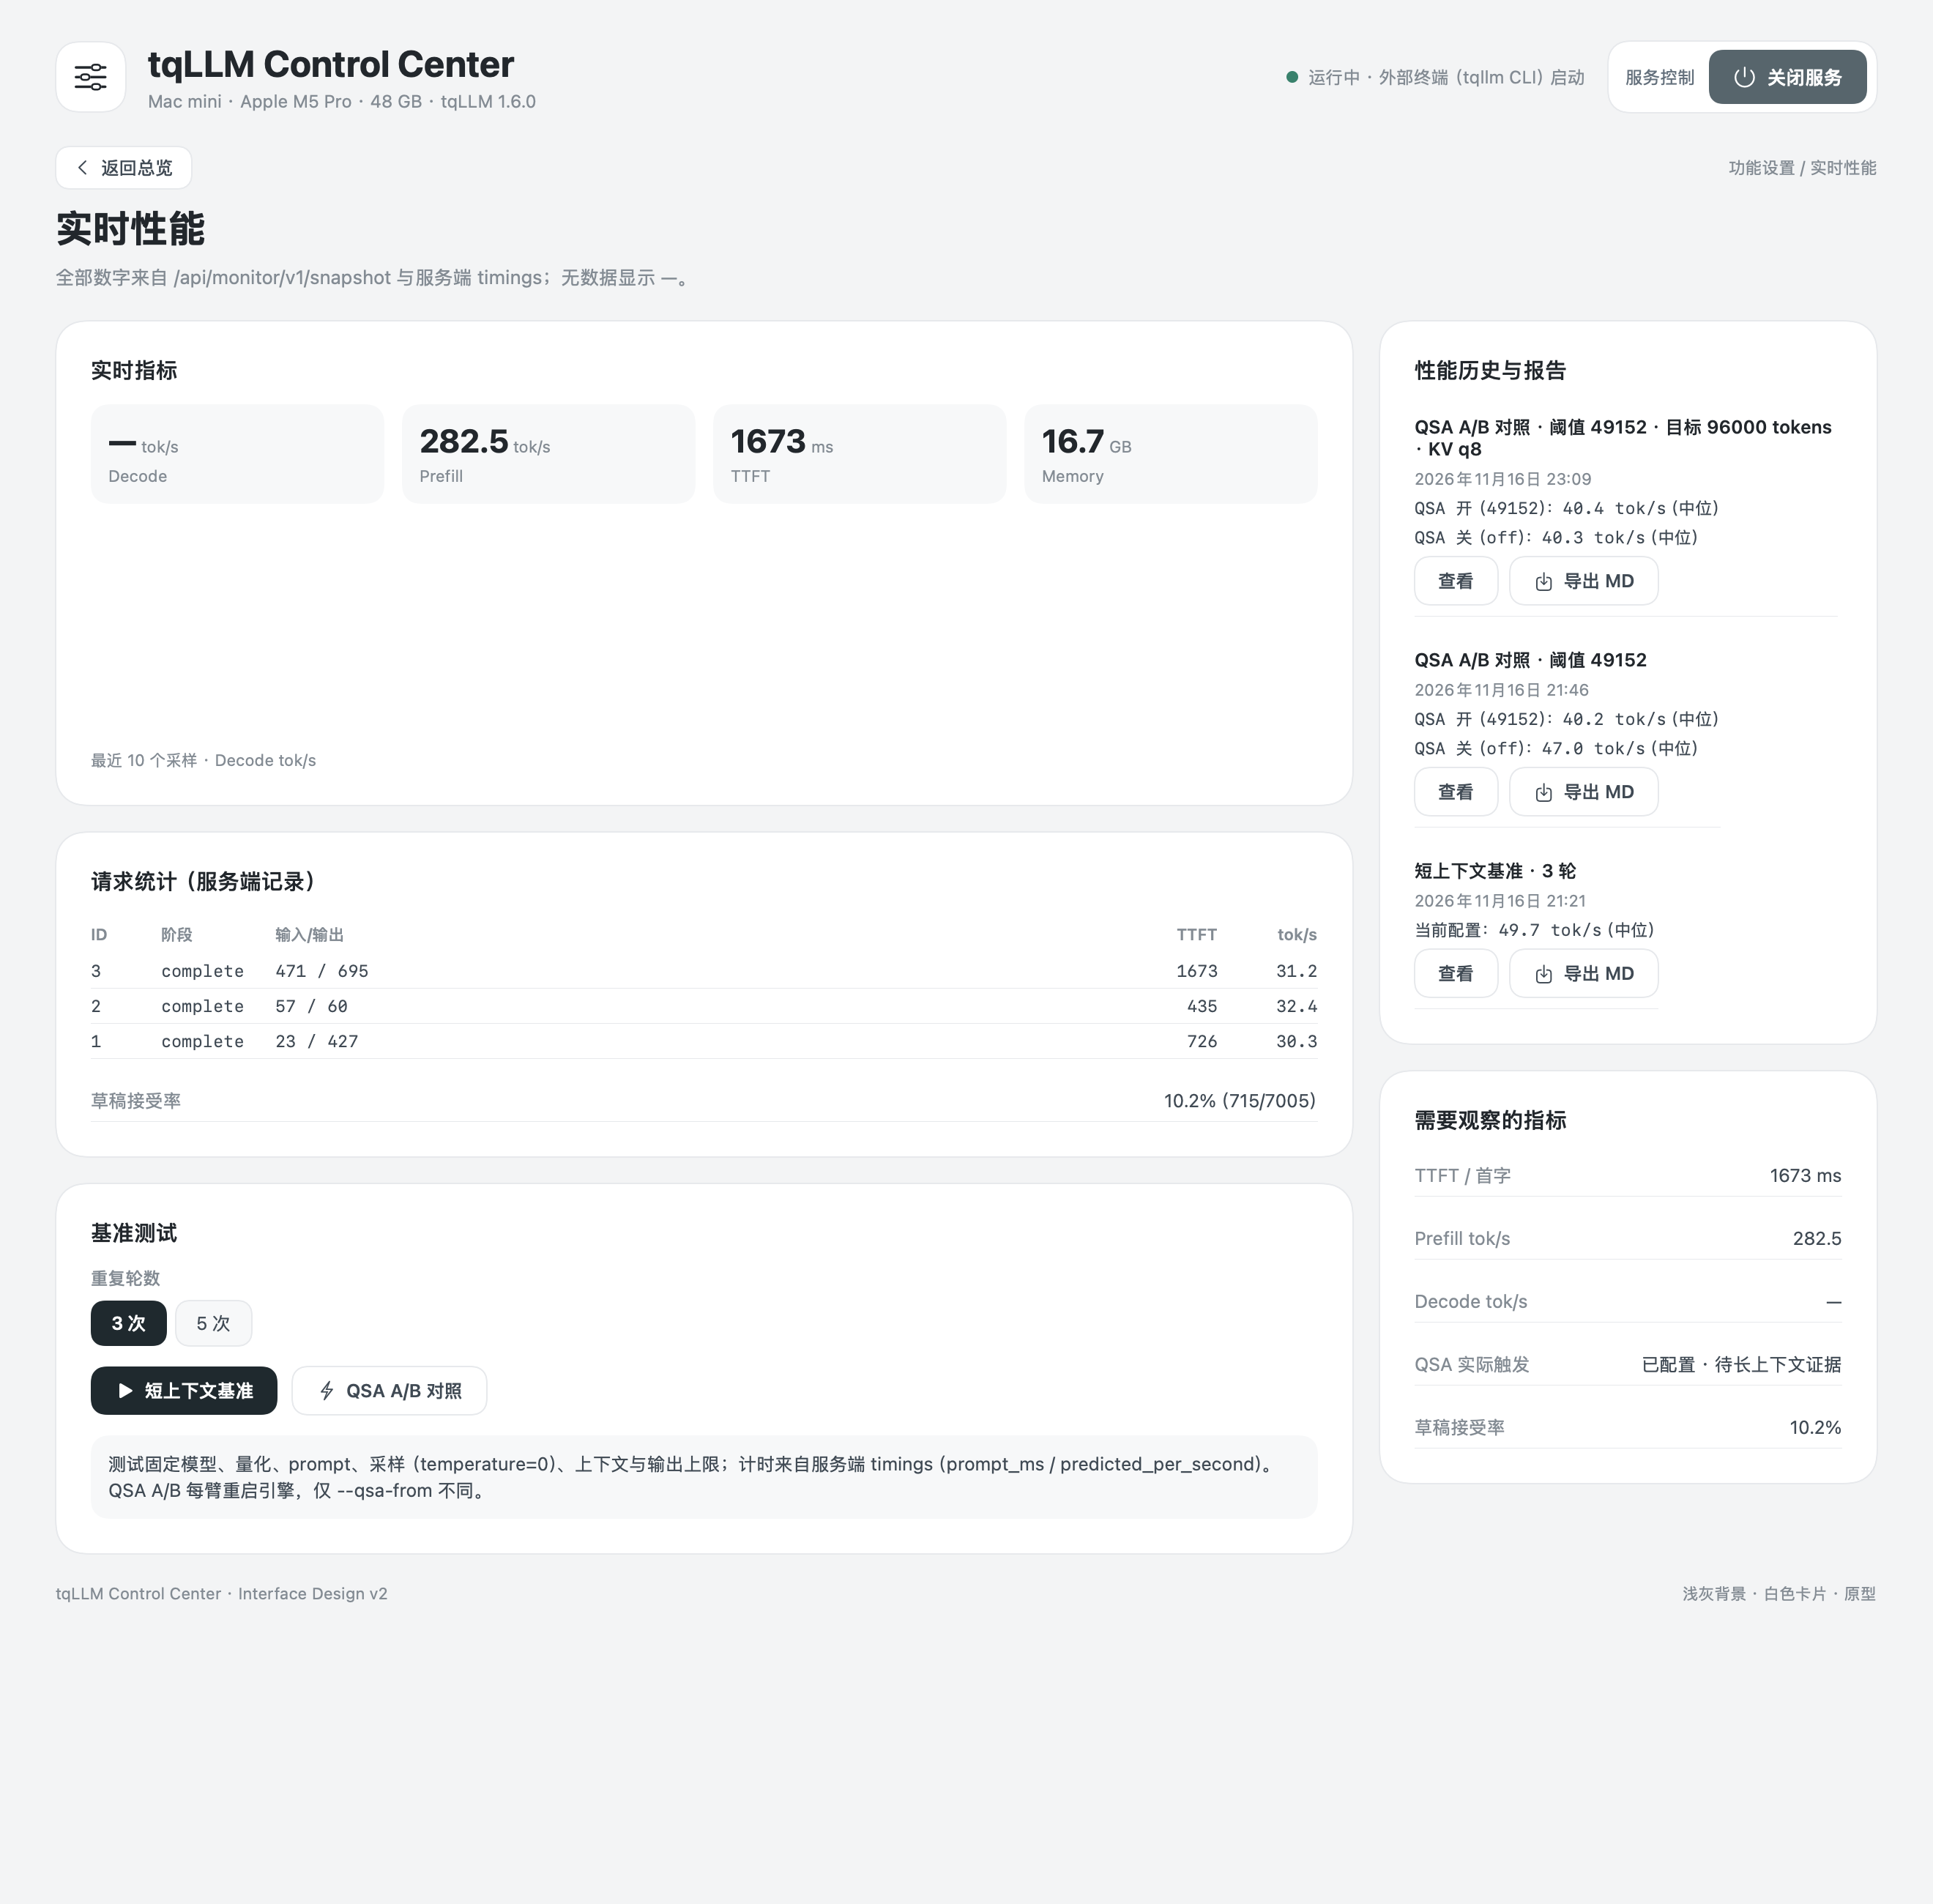 tqLLM Control Center
Mac mini · Apple M5 Pro · 48 GB · tqLLM 1.6.0
运行中 · 外部终端 (tqllm CLI) 启动
服务控制
关闭服务
返回总览
功能设置 / 实时性能
实时性能
全部数字来自 /api/monitor/v1/snapshot 与服务端 timings；无数据显示 —。
实时指标
— tok/s
Decode
282.5 tok/s
Prefill
1673 ms
TTFT
16.7 GB
Memory
最近 10 个采样 · Decode tok/s
请求统计（服务端记录）
ID 阶段 输入/输出 TTFT tok/s
3 complete 471 / 695 1673 31.2
2 complete 57 / 60 435 32.4
1 complete 23 / 427 726 30.3
草稿接受率 10.2% (715/7005)
基准测试
重复轮数
3 次
5 次
短上下文基准
QSA A/B 对照
测试固定模型、量化、prompt、采样 (temperature=0)、上下文与输出上限；计时来自服务端 timings (prompt_ms / predicted_per_second)。
QSA A/B 每臂重启引擎，仅 --qsa-from 不同。
性能历史与报告
QSA A/B 对照 · 阈值 49152 · 目标 96000 tokens
· KV q8
2026年11月16日 23:09
QSA 开 (49152)：40.4 tok/s (中位)
QSA 关 (off)：40.3 tok/s (中位)
查看
导出 MD
QSA A/B 对照 · 阈值 49152
2026年11月16日 21:46
QSA 开 (49152)：40.2 tok/s (中位)
QSA 关 (off)：47.0 tok/s (中位)
查看
导出 MD
短上下文基准 · 3 轮
2026年11月16日 21:21
当前配置：49.7 tok/s (中位)
查看
导出 MD
需要观察的指标
TTFT / 首字 1673 ms
Prefill tok/s 282.5
Decode tok/s —
QSA 实际触发 已配置 · 待长上下文证据
草稿接受率 10.2%
tqLLM Control Center · Interface Design v2
浅灰背景 · 白色卡片 · 原型